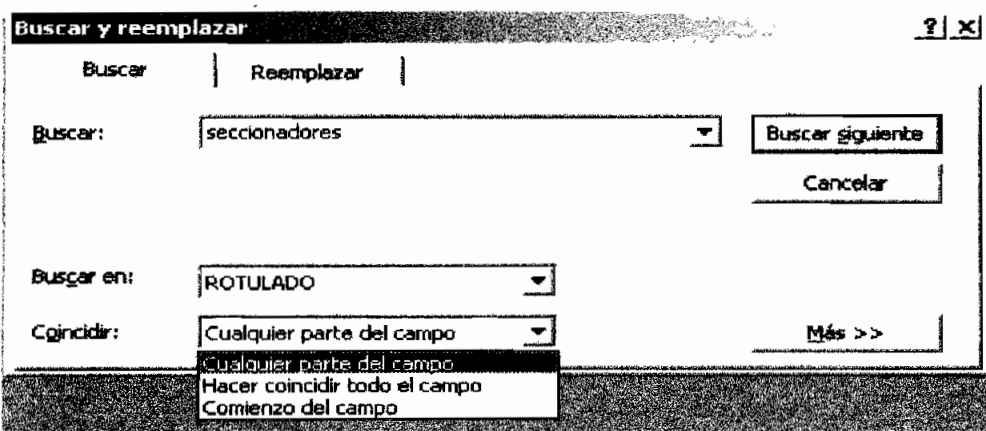 Buscar y reemplazar
Buscar Reemplazar
Buscar: seccionadores Buscar siguiente
Cancelar
Buscar en: ROTULADO
Coincidir: Cualquier parte del campo Más >>
Cualquier parte del campo
Hacer coincidir todo el campo
Comienzo del campo